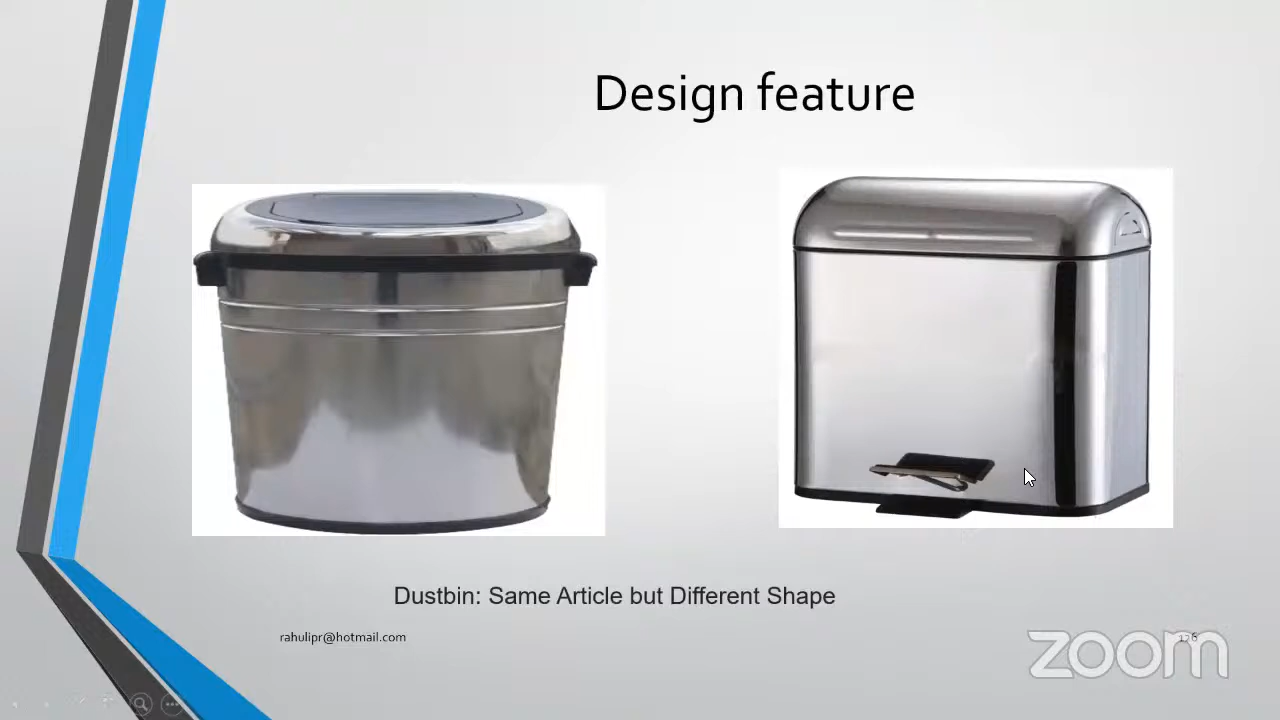 Design feature
Dustbin: Same Article but Different Shape
rahulipr@hotmail.com
zoom